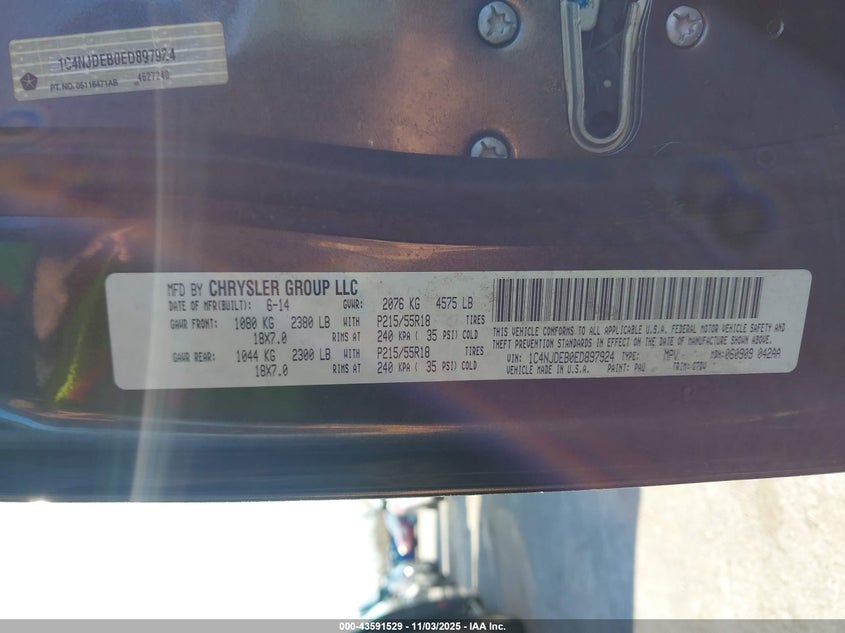 1C4NJDEB0ED897924
PT. NO. 05116471AB 4627240
MFD BY CHRYSLER GROUP LLC
DATE OF MFR(BUILT): 6-14 GVWR: 2076 KG 4575 LB
GAWR FRONT: 1080 KG 2380 LB WITH P215/55R18 TIRES
18X7.0 RIMS AT 240 KPA ( 35 PSI) COLD
GAWR REAR: 1044 KG 2300 LB WITH P215/55R18 TIRES
18X7.0 RIMS AT 240 KPA ( 35 PSI) COLD
THIS VEHICLE CONFORMS TO ALL APPLICABLE U.S.A. FEDERAL MOTOR VEHICLE SAFETY AND
THEFT PREVENTION STANDARDS IN EFFECT ON THE DATE OF MANUFACTURE SHOWN ABOVE.
VIN: 1C4NJDEB0ED897924 TYPE: MPV MDH: 060909 042AA
VEHICLE MADE IN U.S.A. PAINT: PAU TRIM:
000-43591529 - 11/03/2025 - IAA Inc.